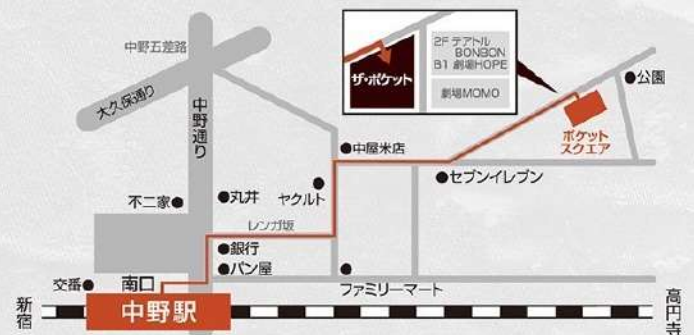 中野五差路
大久保通り
中野通り
2F テアトル
BONBON
B1 劇場HOPE
劇場MOMO
ザ・ポケット
●公園
ポケット
スクエア
●中屋米店
●セブンイレブン
不二家●
●丸井
ヤクルト
レンガ坂
●銀行
●パン屋
ファミリーマート
交番●
南口
新宿
中野駅
高円寺